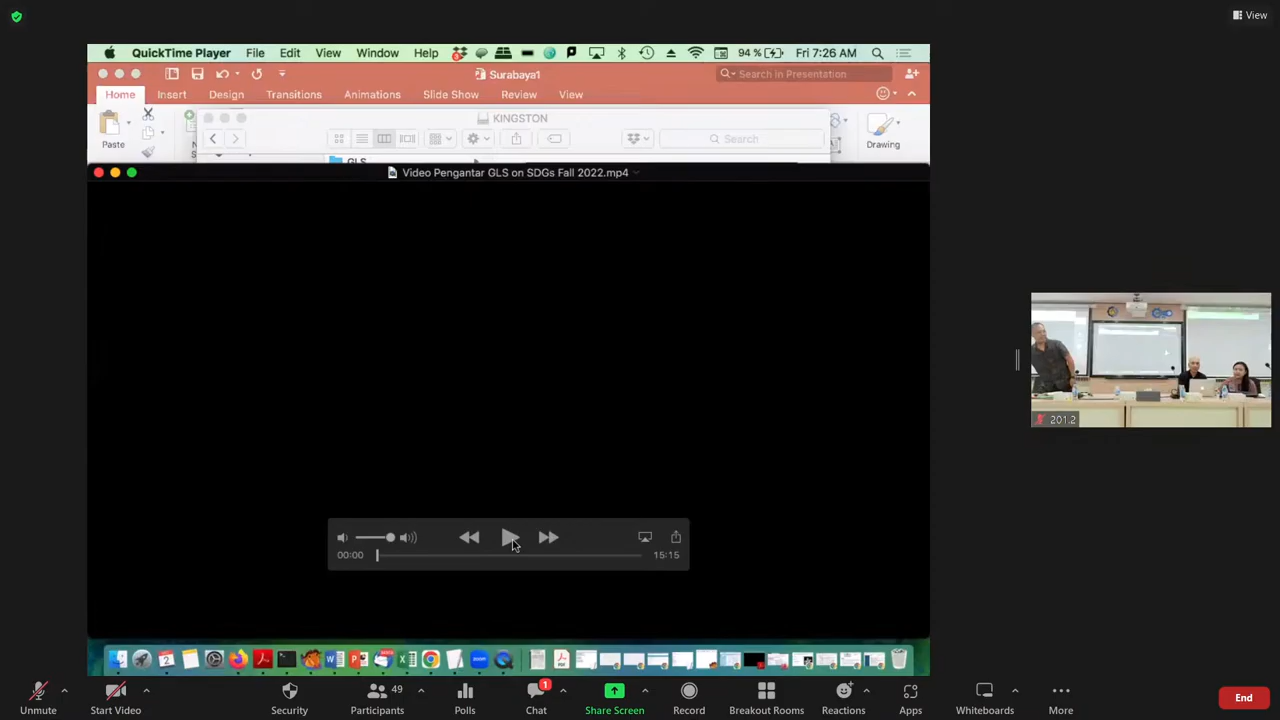 View
QuickTime Player File Edit View Window Help 94 % Fri 7:26 AM
Surabaya1
Search in Presentation
Home Insert Design Transitions Animations Slide Show Review View
KINGSTON
Paste
Search
Drawing
GLS
Video Pengantar GLS on SDGs Fall 2022.mp4
201.2
00:00 15:15
Unmute Start Video Security Participants 49 Polls Chat 1 Share Screen Record Breakout Rooms Reactions Apps Whiteboards More End